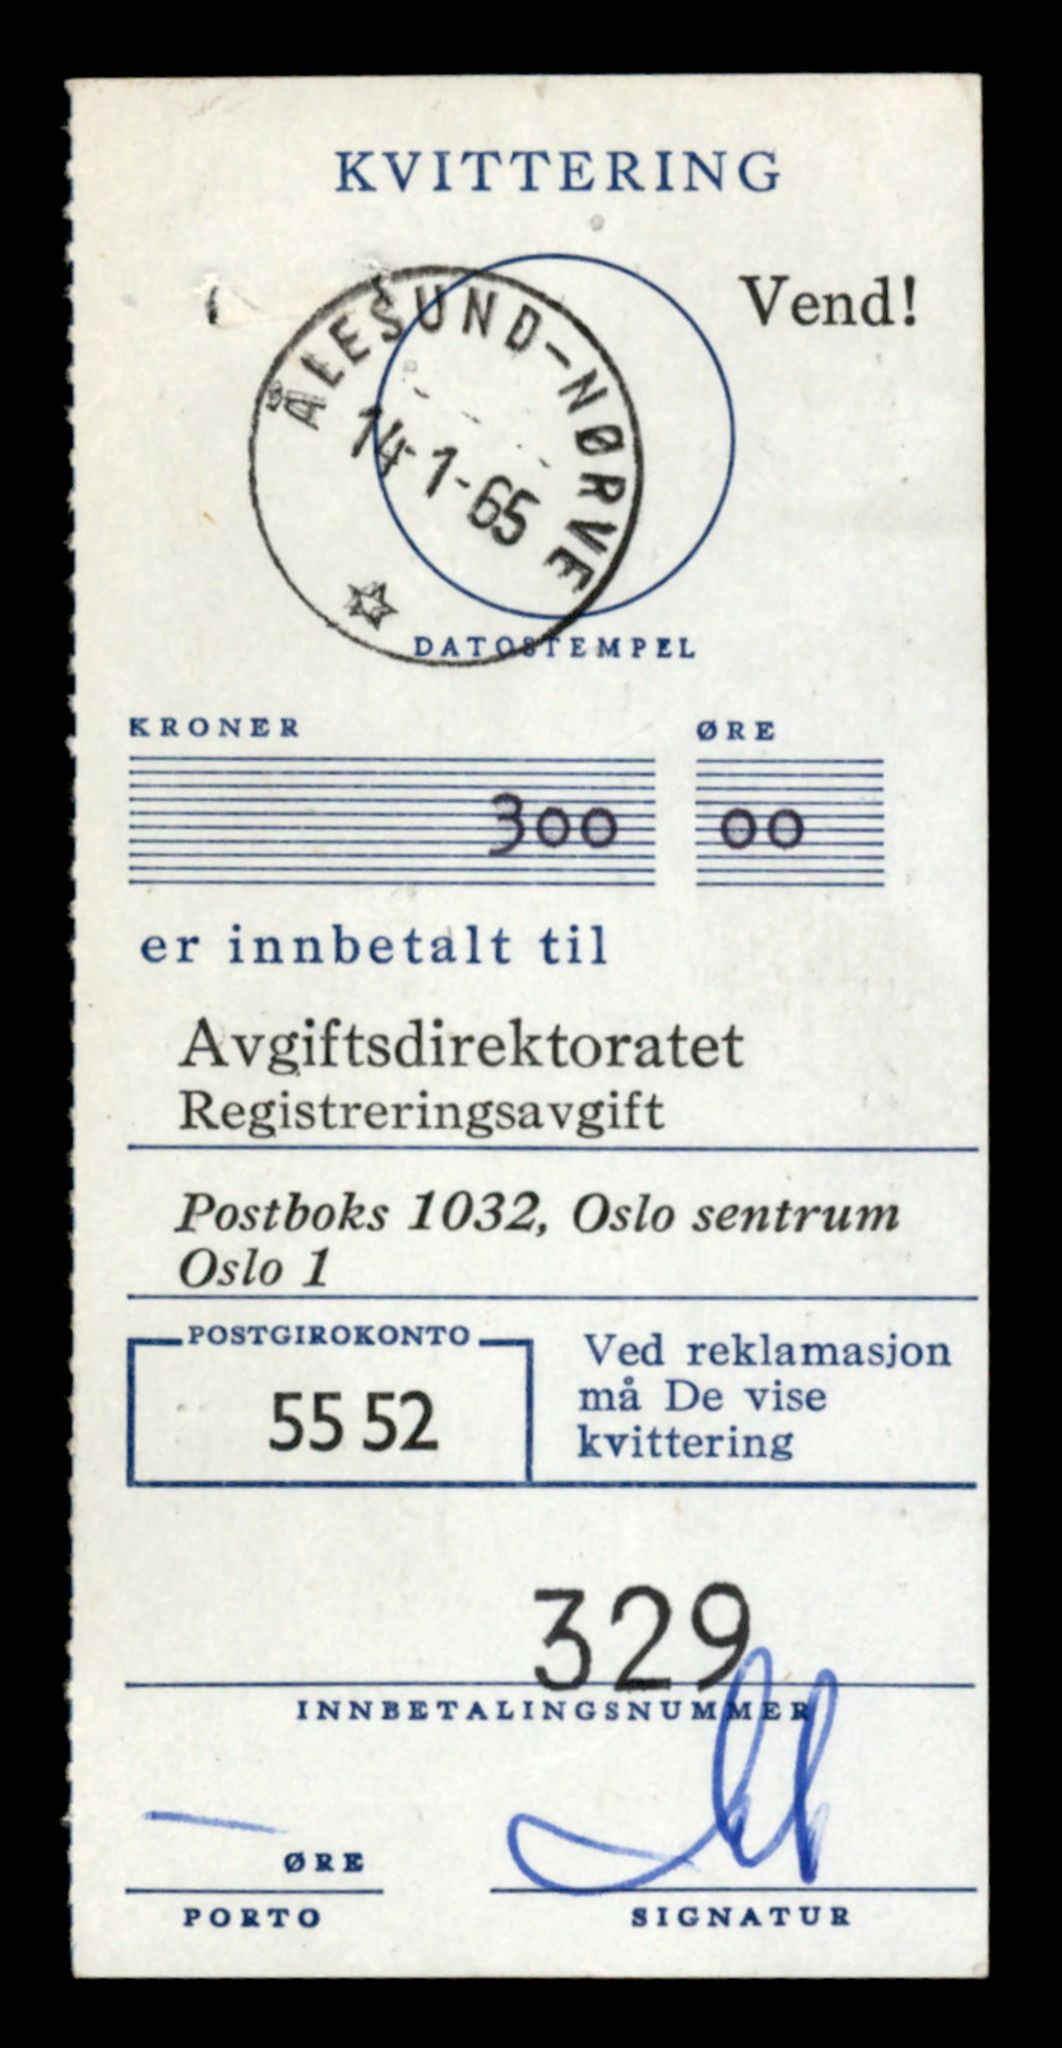 KVITTERING
Vend!
ÅLESUND-NØRVE
14-1-65
DATOSTEMPEL
KRONER ØRE
300 00
er innbetalt til
Avgiftsdirektoratet
Registreringsavgift
Postboks 1032, Oslo sentrum
Oslo 1
POSTGIROKONTO
55 52
Ved reklamasjon
må De vise
kvittering
329
INNBETALINGSNUMMER
— ØRE
PORTO
SIGNATUR